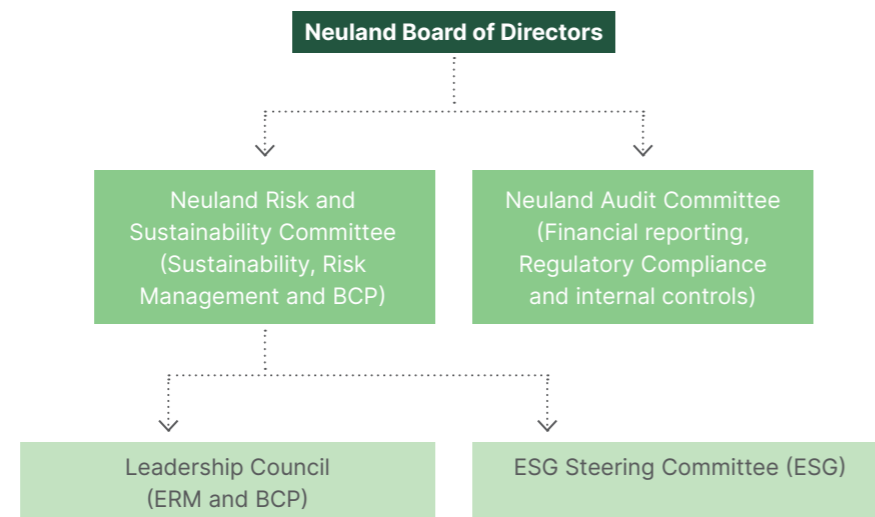 Neuland Board of Directors
Neuland Risk and
Sustainability Committee
(Sustainability, Risk
Management and BCP)
Neuland Audit Committee
(Financial reporting,
Regulatory Compliance
and internal controls)
Leadership Council
(ERM and BCP)
ESG Steering Committee (ESG)